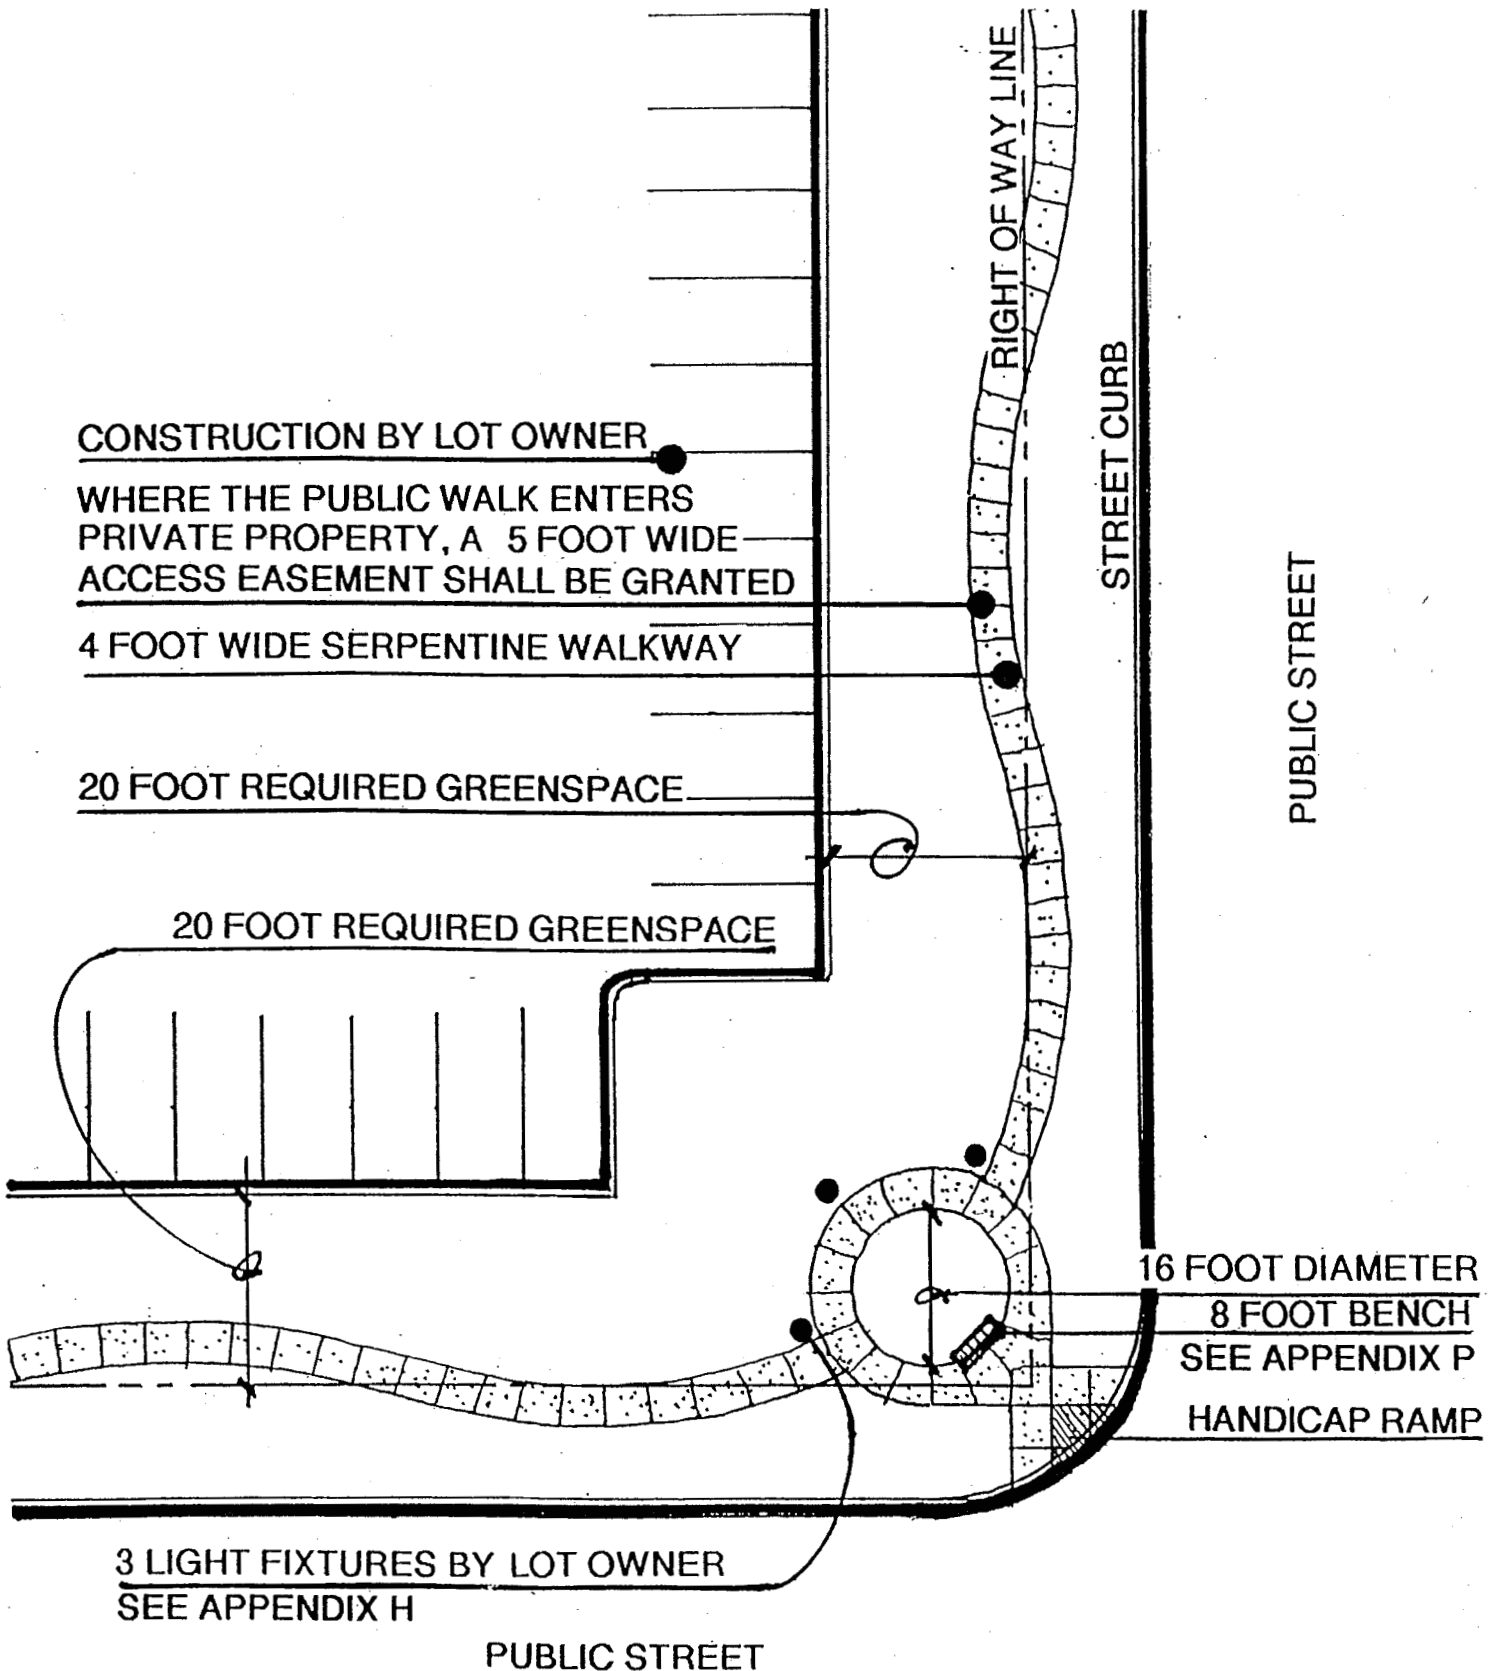 RIGHT OF WAY LINE
STREET CURB
PUBLIC STREET
CONSTRUCTION BY LOT OWNER
WHERE THE PUBLIC WALK ENTERS
PRIVATE PROPERTY, A 5 FOOT WIDE
ACCESS EASEMENT SHALL BE GRANTED
4 FOOT WIDE SERPENTINE WALKWAY
20 FOOT REQUIRED GREENSPACE
20 FOOT REQUIRED GREENSPACE
16 FOOT DIAMETER
8 FOOT BENCH
SEE APPENDIX P
HANDICAP RAMP
3 LIGHT FIXTURES BY LOT OWNER
SEE APPENDIX H
PUBLIC STREET